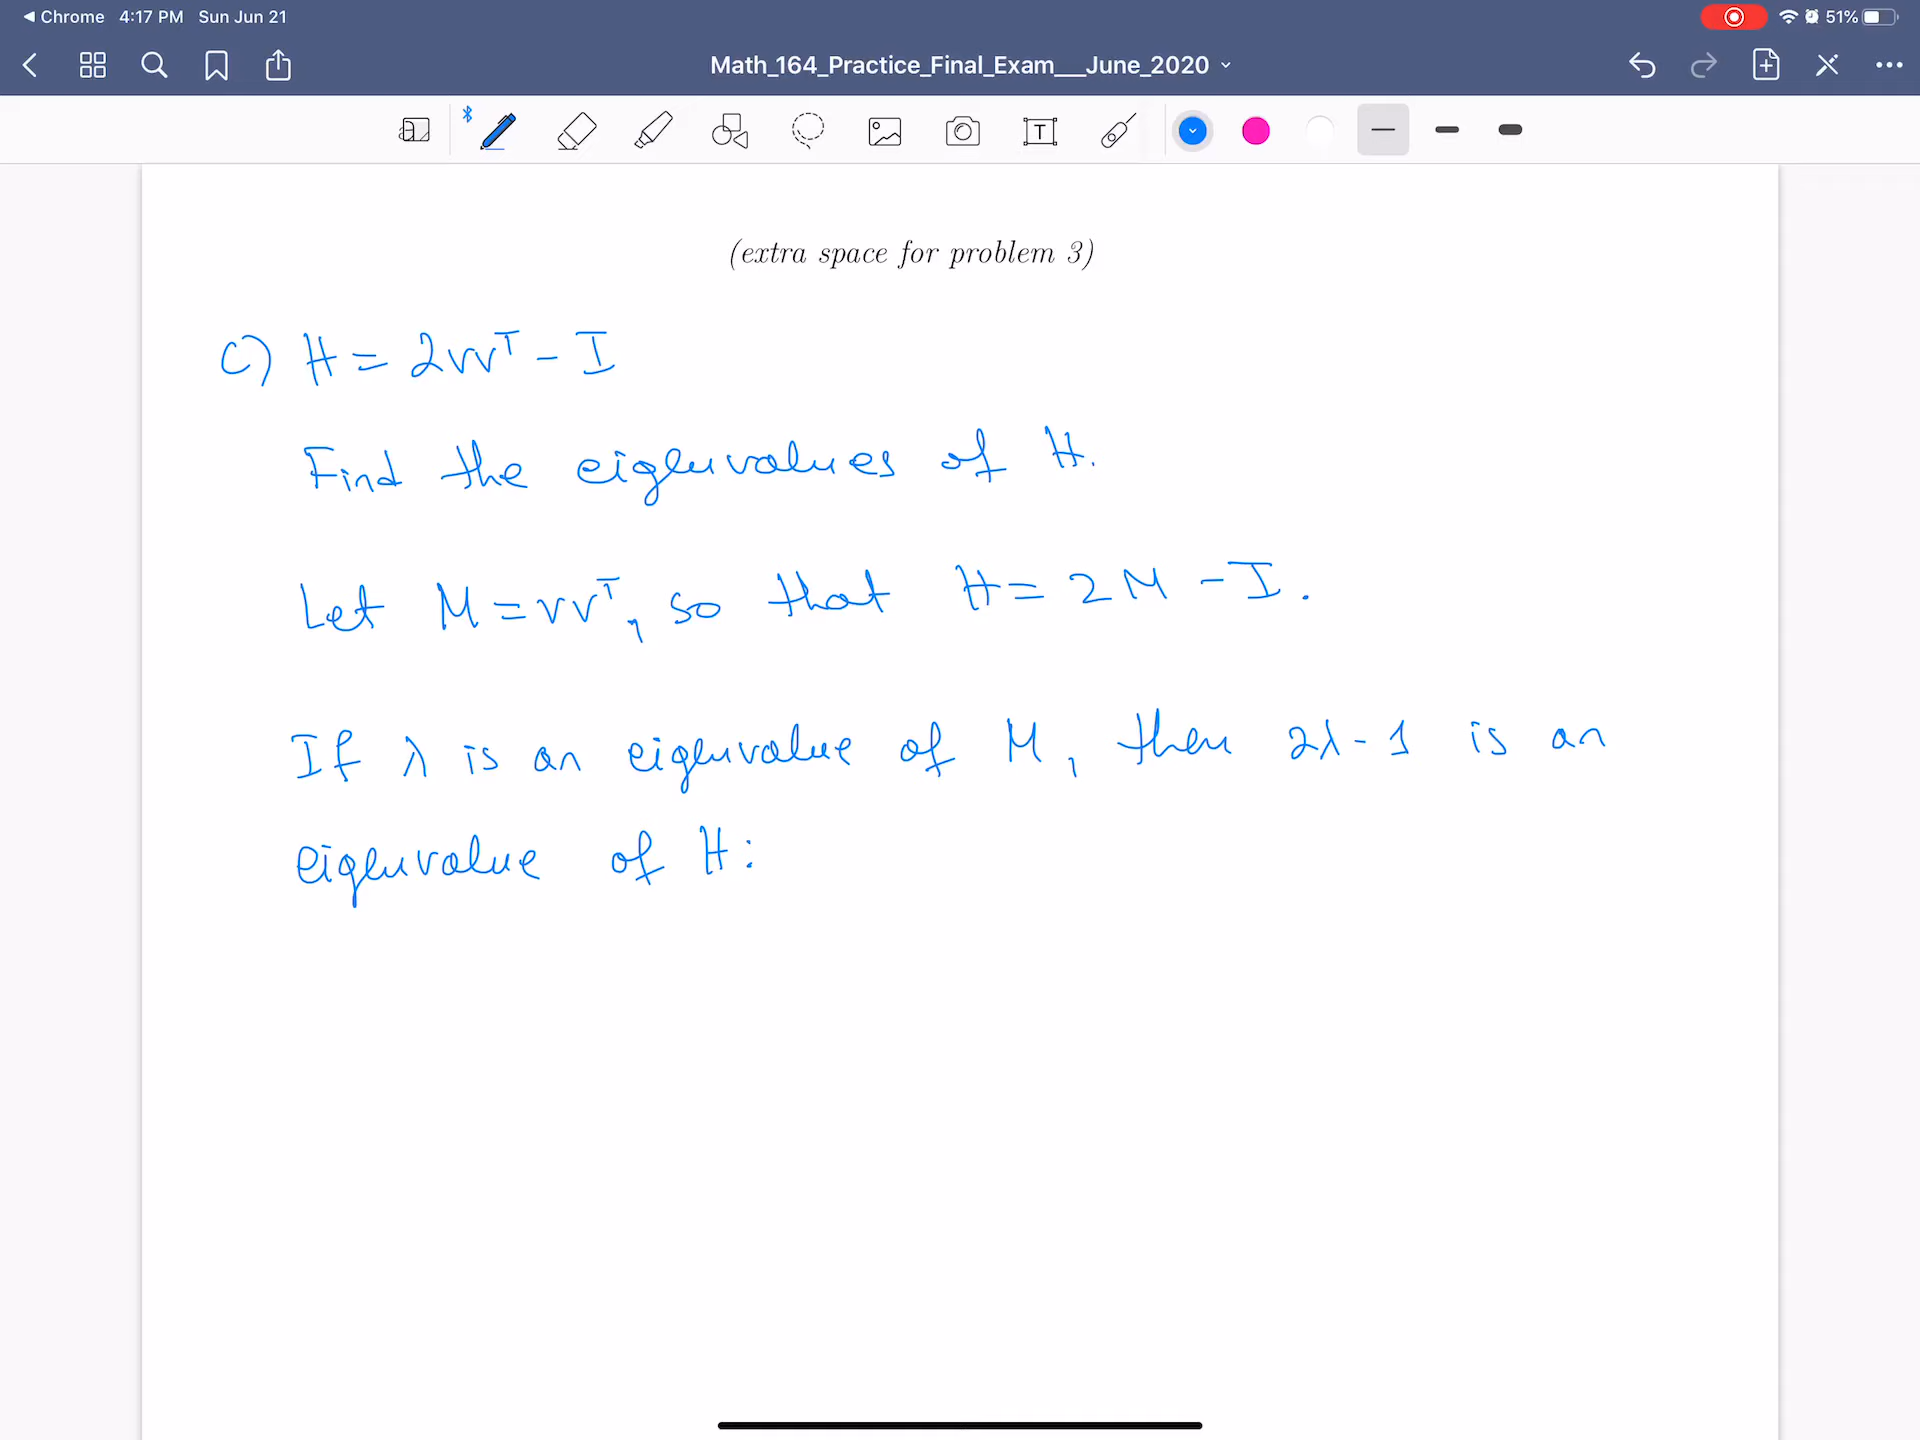 Chrome 4:17 PM Sun Jun 21
51%
Math_164_Practice_Final_Exam___June_2020
T
(extra space for problem 3)
c) H = 2vvᵀ - I
Find the eigenvalues of H.
Let M = vvᵀ, so that H = 2M - I.
If λ is an eigenvalue of M, then 2λ - 1 is an
eigenvalue of H: